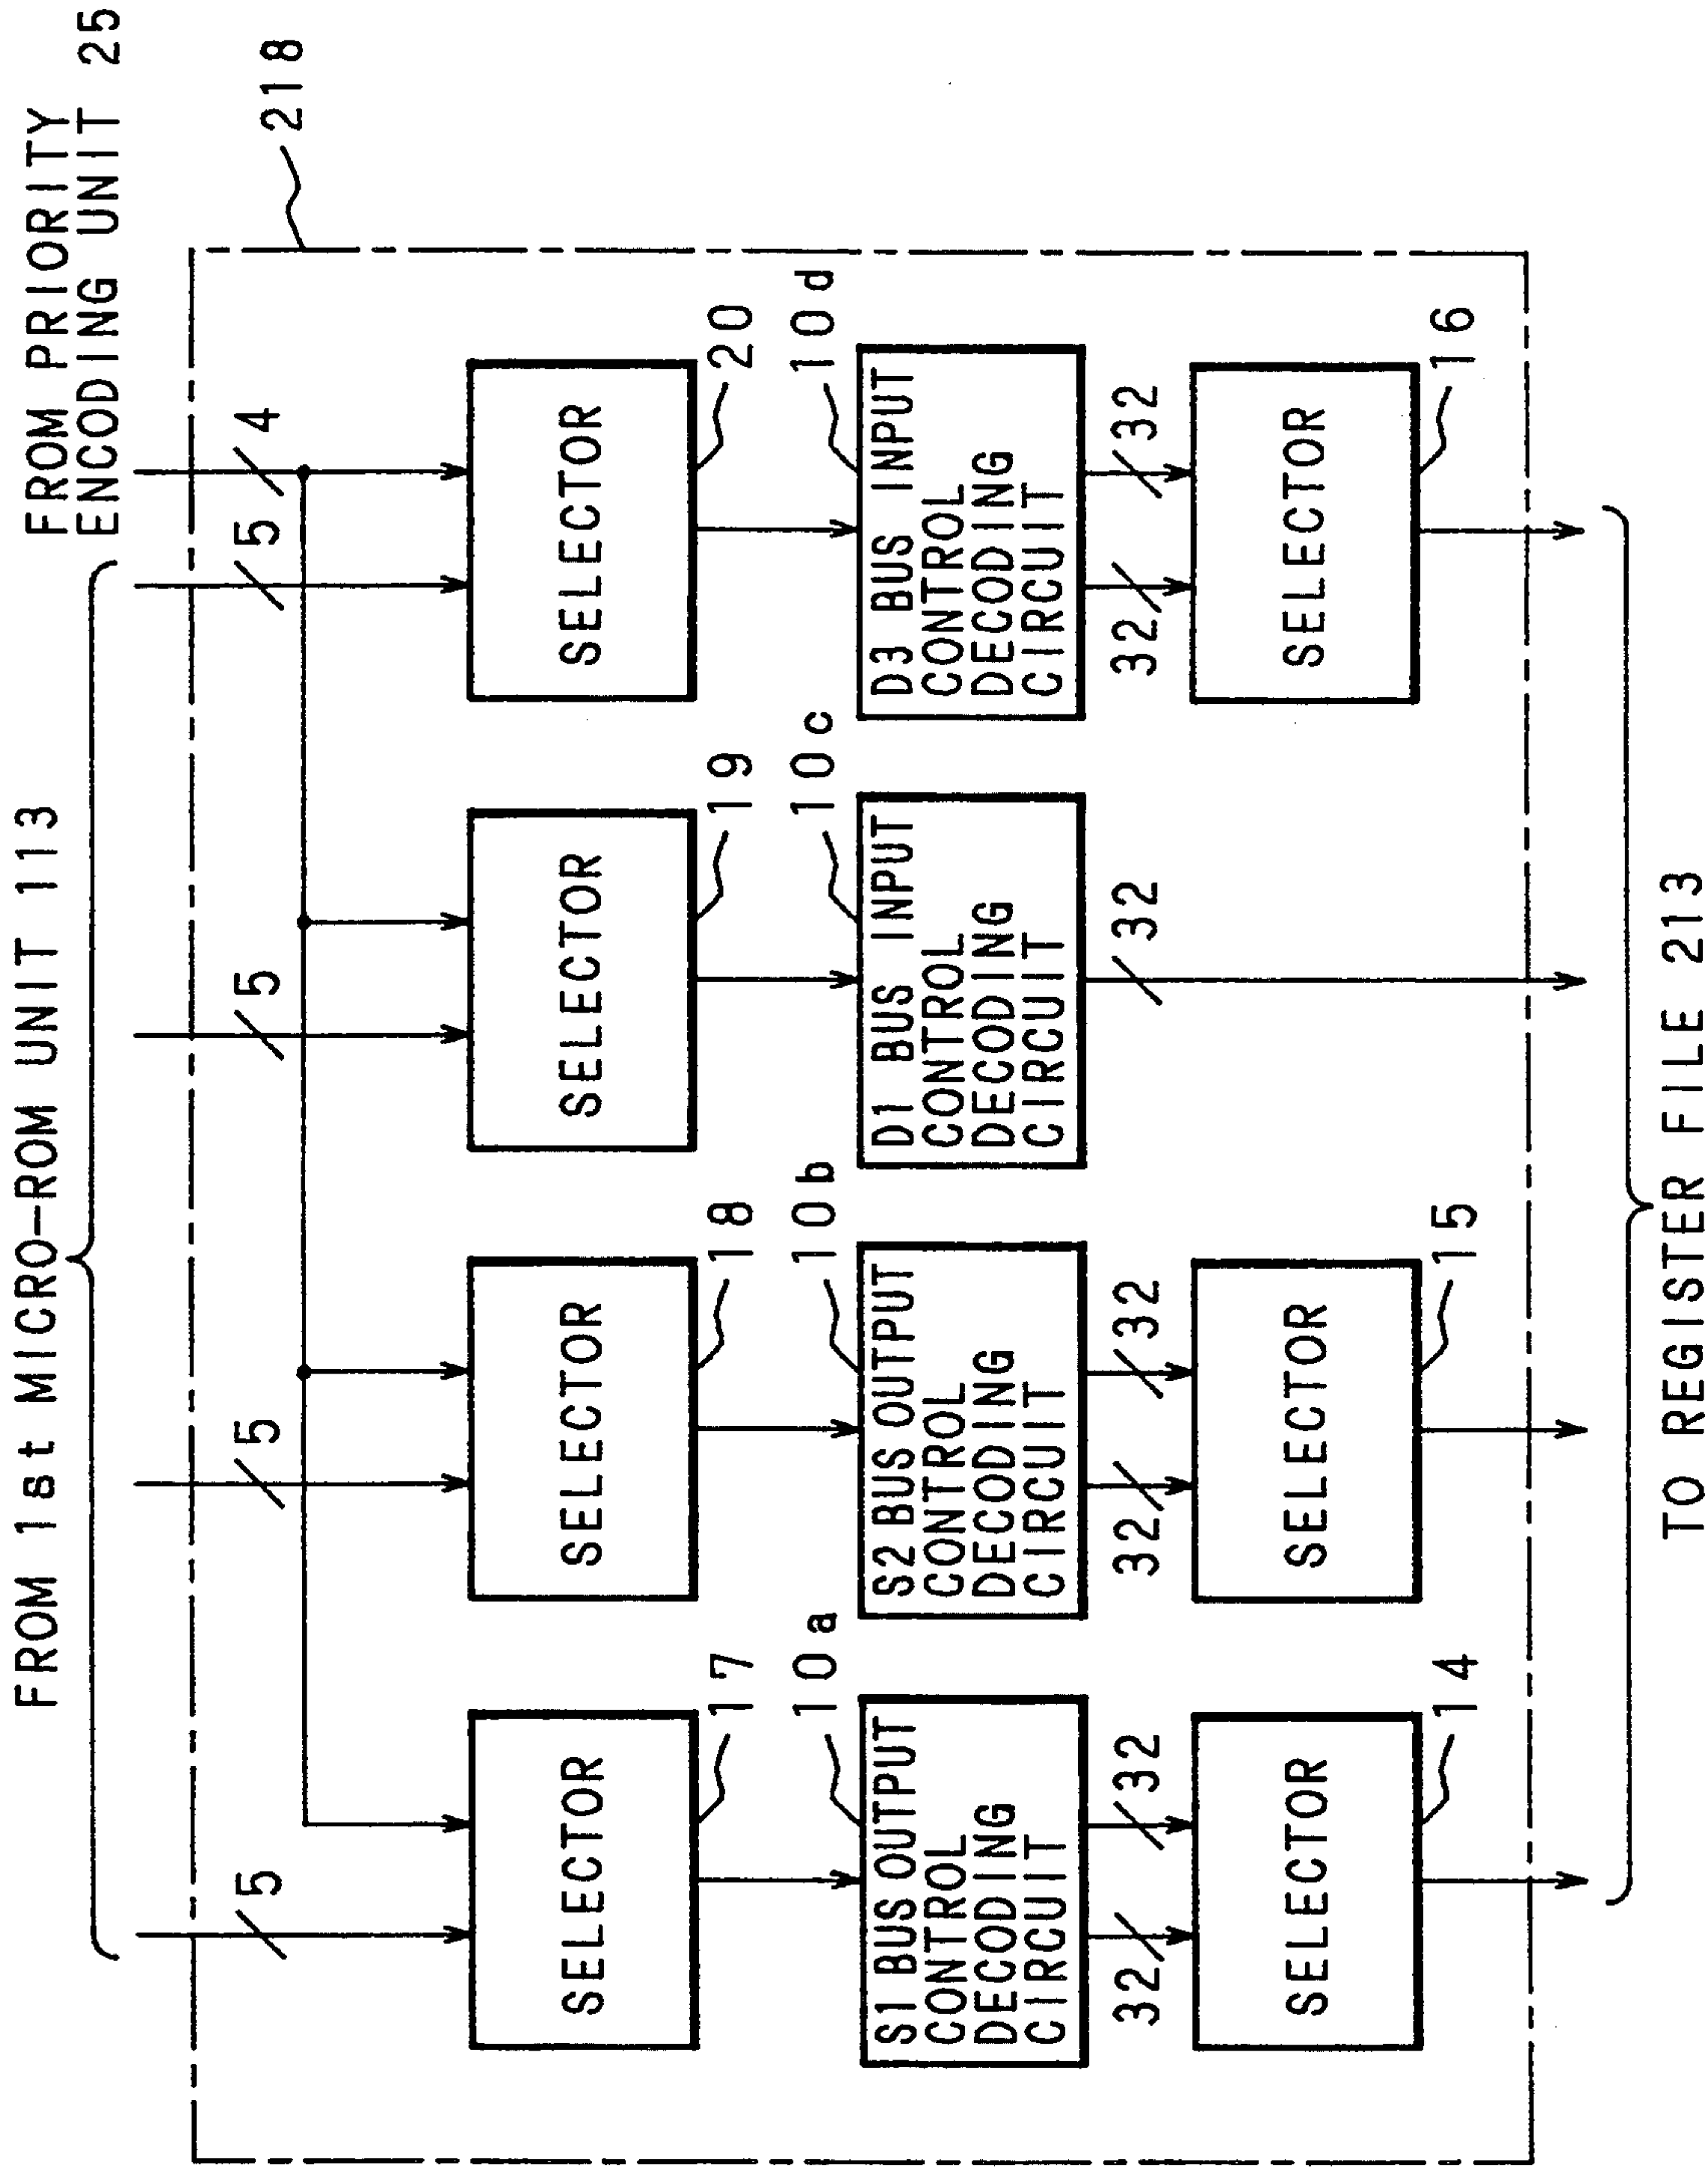 FROM 1st MICRO-ROM UNIT 113
FROM PRIORITY
ENCODING UNIT 25
218
5
5
5
5
4
SELECTOR
17
SELECTOR
18
SELECTOR
19
SELECTOR
20
10a
S1 BUS OUTPUT
CONTROL
DECODING
CIRCUIT
10b
S2 BUS OUTPUT
CONTROL
DECODING
CIRCUIT
10c
D1 BUS INPUT
CONTROL
DECODING
CIRCUIT
10d
D3 BUS INPUT
CONTROL
DECODING
CIRCUIT
32
32
32
32
32
32
32
SELECTOR
14
SELECTOR
15
SELECTOR
16
TO REGISTER FILE 213